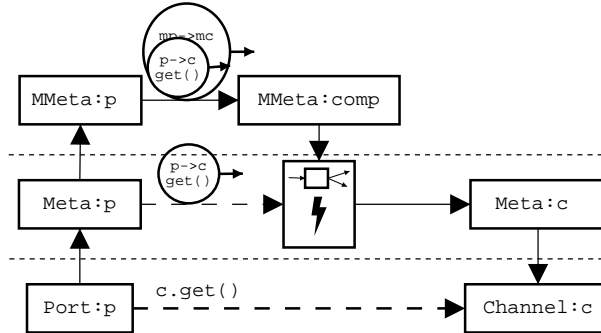 mp->mc
p->c
get()
MMeta:p
MMeta:comp
p->c
get()
Meta:p
Meta:c
c.get()
Port:p
Channel:c